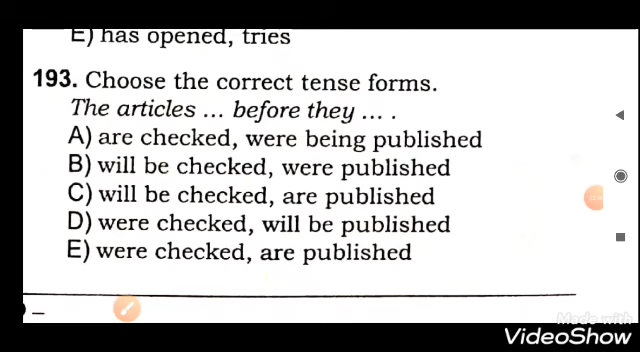 E) has opened, tries
193. Choose the correct tense forms.
The articles ... before they ... .
A) are checked, were being published
B) will be checked, were published
C) will be checked, are published
D) were checked, will be published
E) were checked, are published
Made with
VideoShow